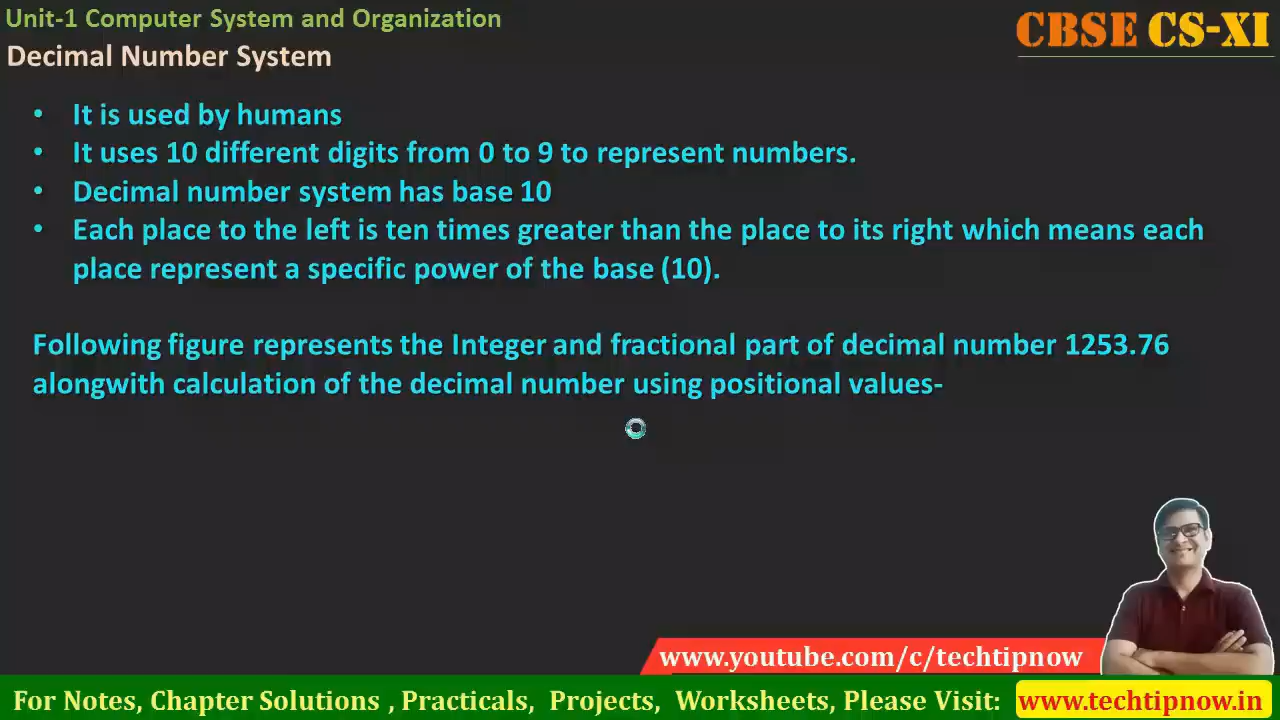 Unit-1 Computer System and Organization
CBSE CS-XI
Decimal Number System
• It is used by humans
• It uses 10 different digits from 0 to 9 to represent numbers.
• Decimal number system has base 10
• Each place to the left is ten times greater than the place to its right which means each
place represent a specific power of the base (10).
Following figure represents the Integer and fractional part of decimal number 1253.76
alongwith calculation of the decimal number using positional values-
www.youtube.com/c/techtipnow
For Notes, Chapter Solutions , Practicals, Projects, Worksheets, Please Visit: www.techtipnow.in